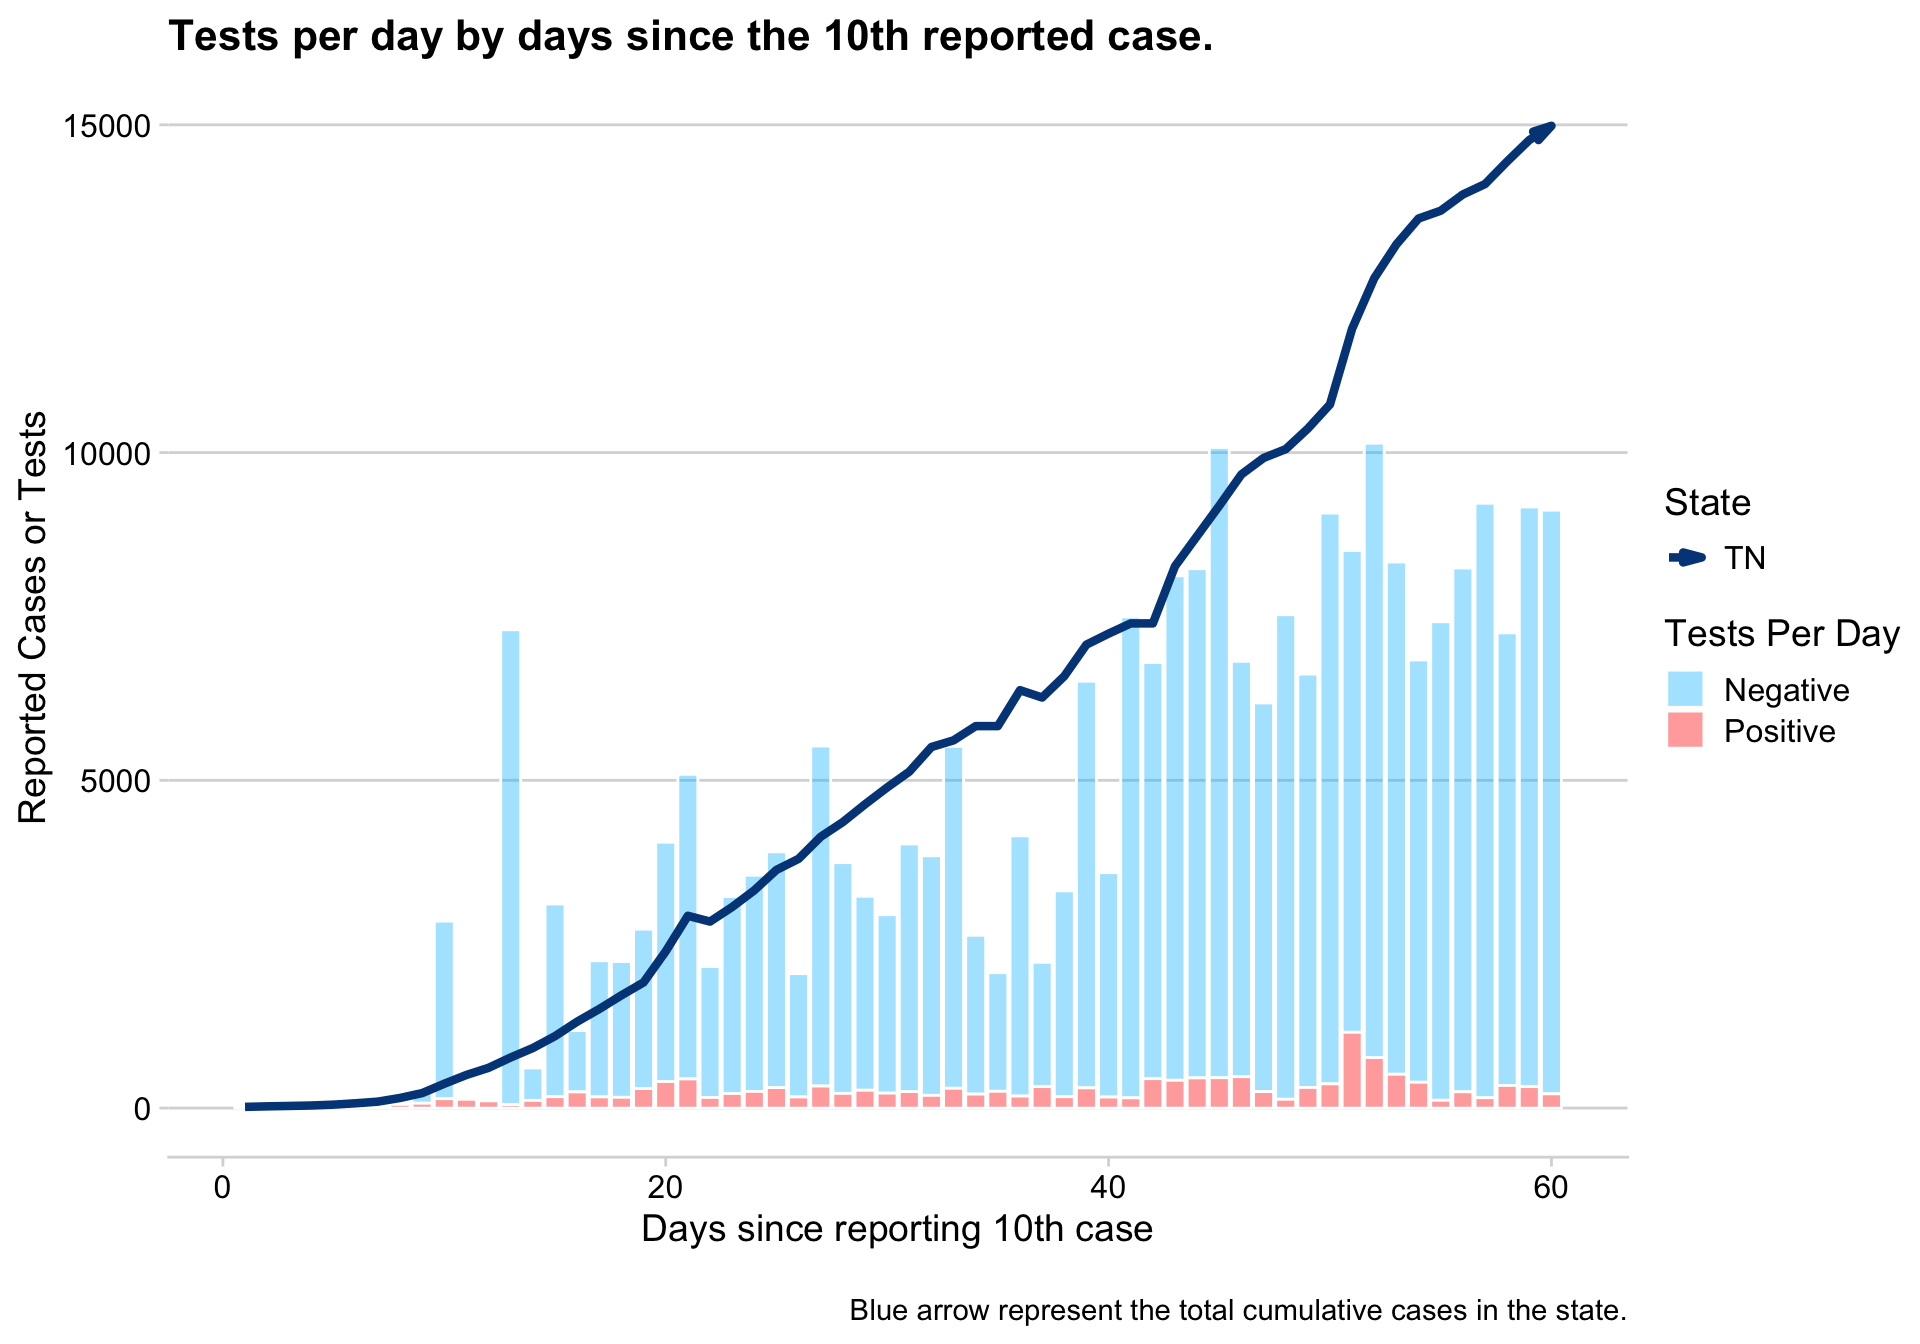 Tests per day by days since the 10th reported case.
15000
10000
5000
0
Reported Cases or Tests
0 20 40 60
Days since reporting 10th case
State
TN
Tests Per Day
Negative
Positive
Blue arrow represent the total cumulative cases in the state.